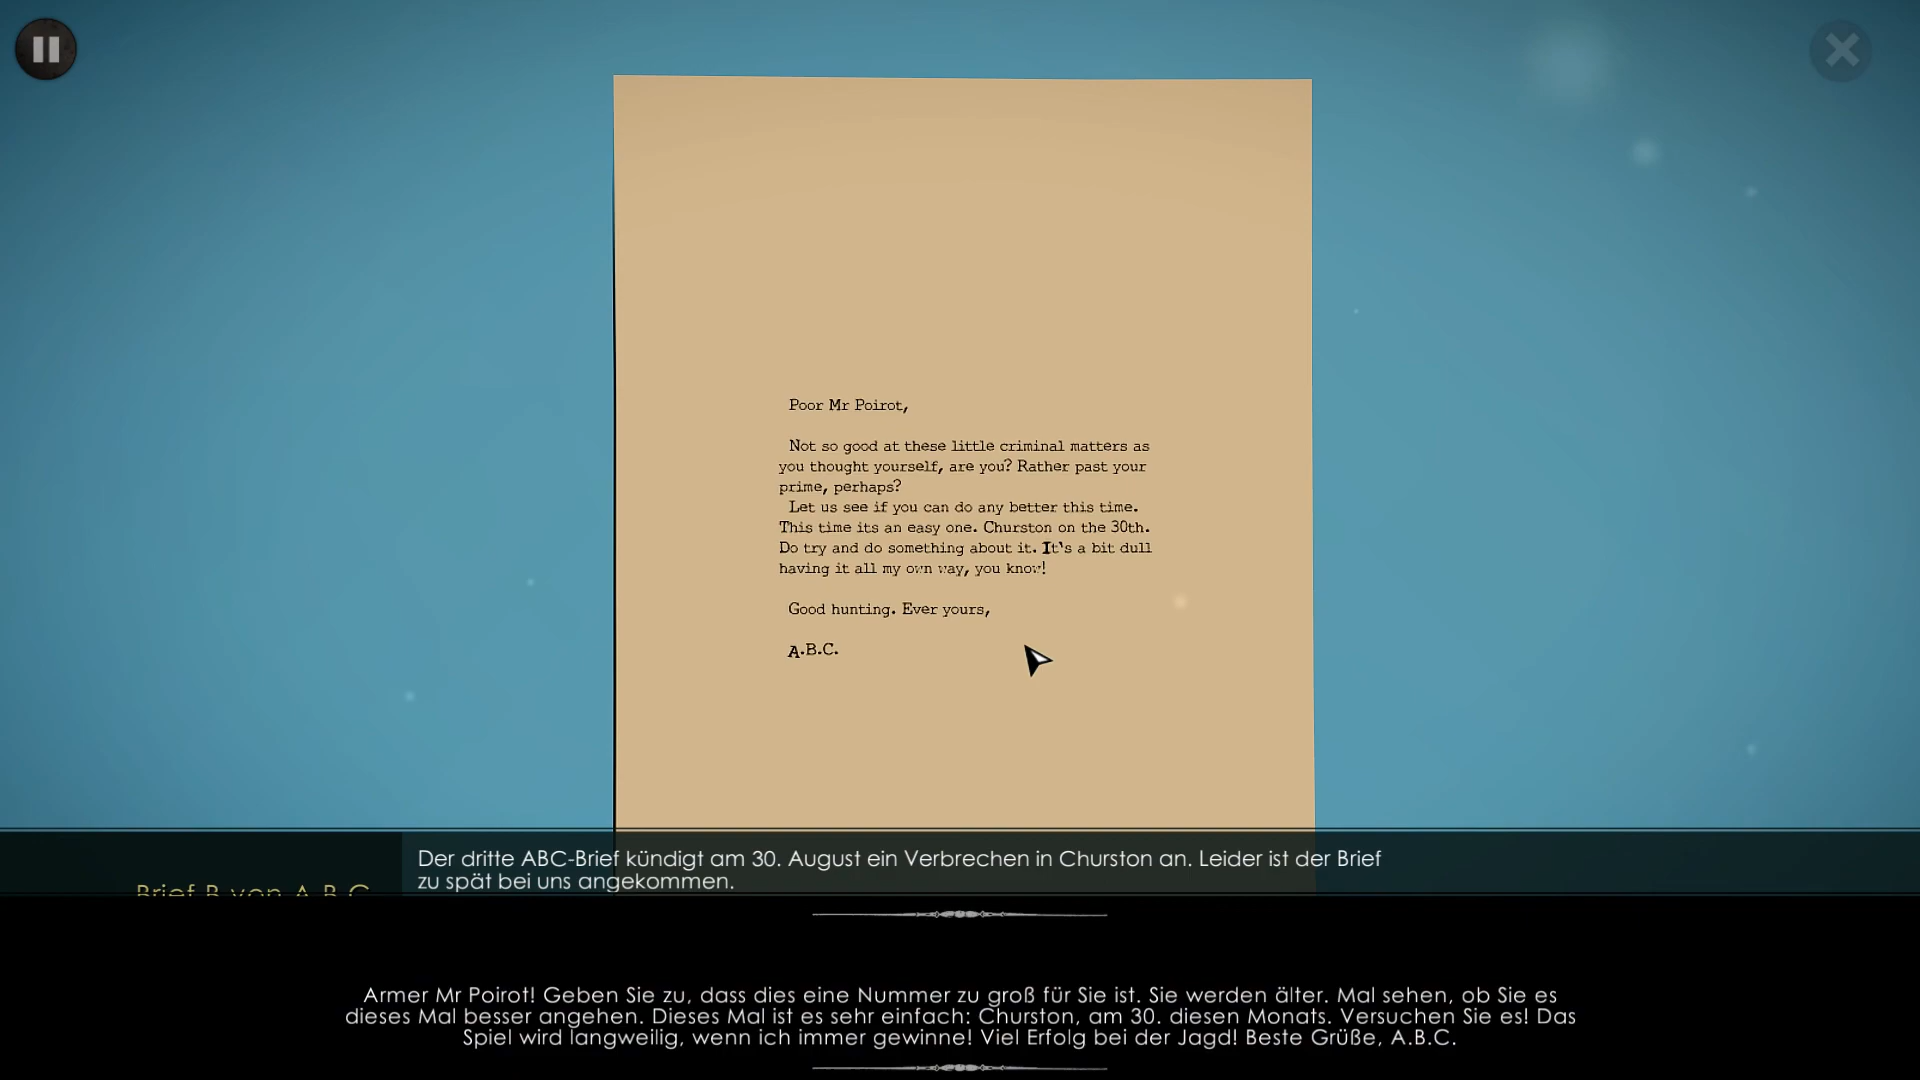 Poor Mr Poirot,
Not so good at these little criminal matters as
you thought yourself, are you? Rather past your
prime, perhaps?
Let us see if you can do any better this time.
This time its an easy one. Churston on the 30th.
Do try and do something about it. It's a bit dull
having it all my own way, you know!
Good hunting. Ever yours,
A.B.C.
Der dritte ABC-Brief kündigt am 30. August ein Verbrechen in Churston an. Leider ist der Brief
zu spät bei uns angekommen.
Brief B von A.B.C.
Armer Mr Poirot! Geben Sie zu, dass dies eine Nummer zu groß für Sie ist. Sie werden älter. Mal sehen, ob Sie es
dieses Mal besser angehen. Dieses Mal ist es sehr einfach: Churston, am 30. diesen Monats. Versuchen Sie es! Das
Spiel wird langweilig, wenn ich immer gewinne! Viel Erfolg bei der Jagd! Beste Grüße, A.B.C.